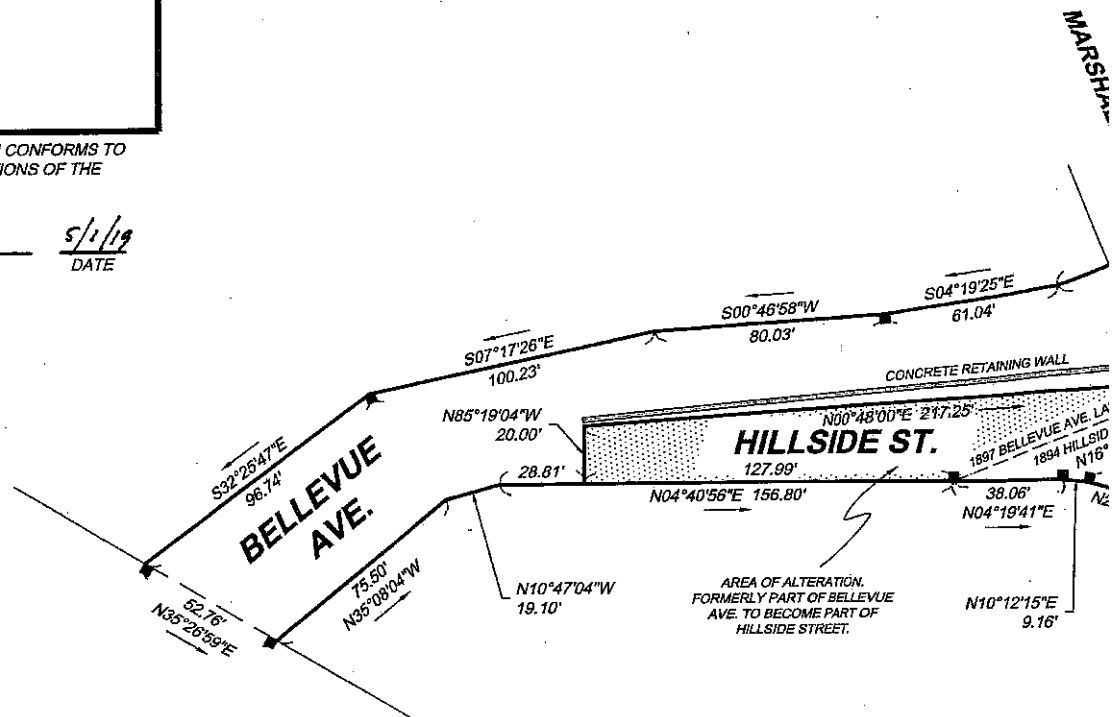 MARSHAL
CONFORMS TO
IONS OF THE
5/1/19
DATE
S04°19'25"E
61.04'
S00°46'58"W
80.03'
S07°17'26"E
100.23'
CONCRETE RETAINING WALL
N85°19'04"W
20.00'
N00°48'00"E 217.25'
HILLSIDE ST.
1897 BELLEVUE AVE. LA
1894 HILLSID
N16°
28.81'
127.99'
N04°40'56"E 156.80'
38.06'
N04°19'41"E
S32°25'47"E
96.74'
BELLEVUE
AVE.
75.50'
N35°08'04"W
N10°47'04"W
19.10'
AREA OF ALTERATION.
FORMERLY PART OF BELLEVUE
AVE. TO BECOME PART OF
HILLSIDE STREET.
N10°12'15"E
9.16'
52.76'
N35°26'59"E